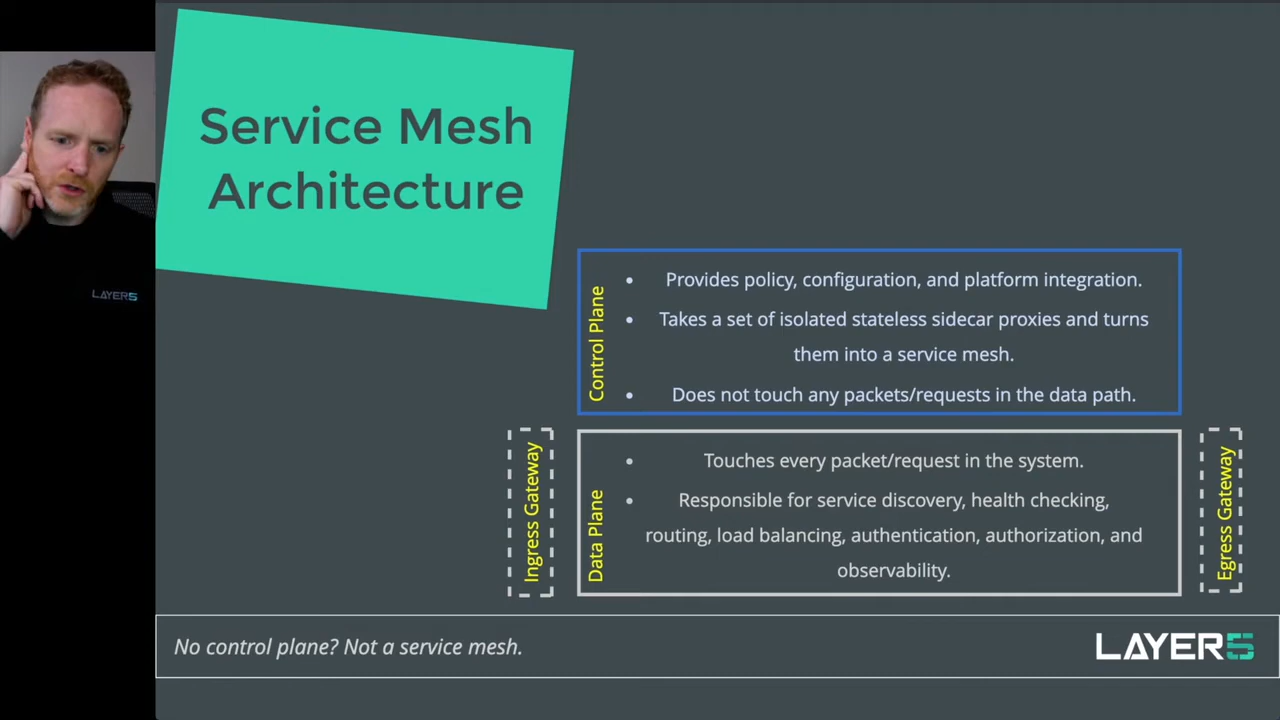 Service Mesh
Architecture
Control Plane
• Provides policy, configuration, and platform integration.
• Takes a set of isolated stateless sidecar proxies and turns
them into a service mesh.
• Does not touch any packets/requests in the data path.
Ingress Gateway
Data Plane
• Touches every packet/request in the system.
• Responsible for service discovery, health checking,
routing, load balancing, authentication, authorization, and
observability.
Egress Gateway
No control plane? Not a service mesh.
LAYER5
LAYER5